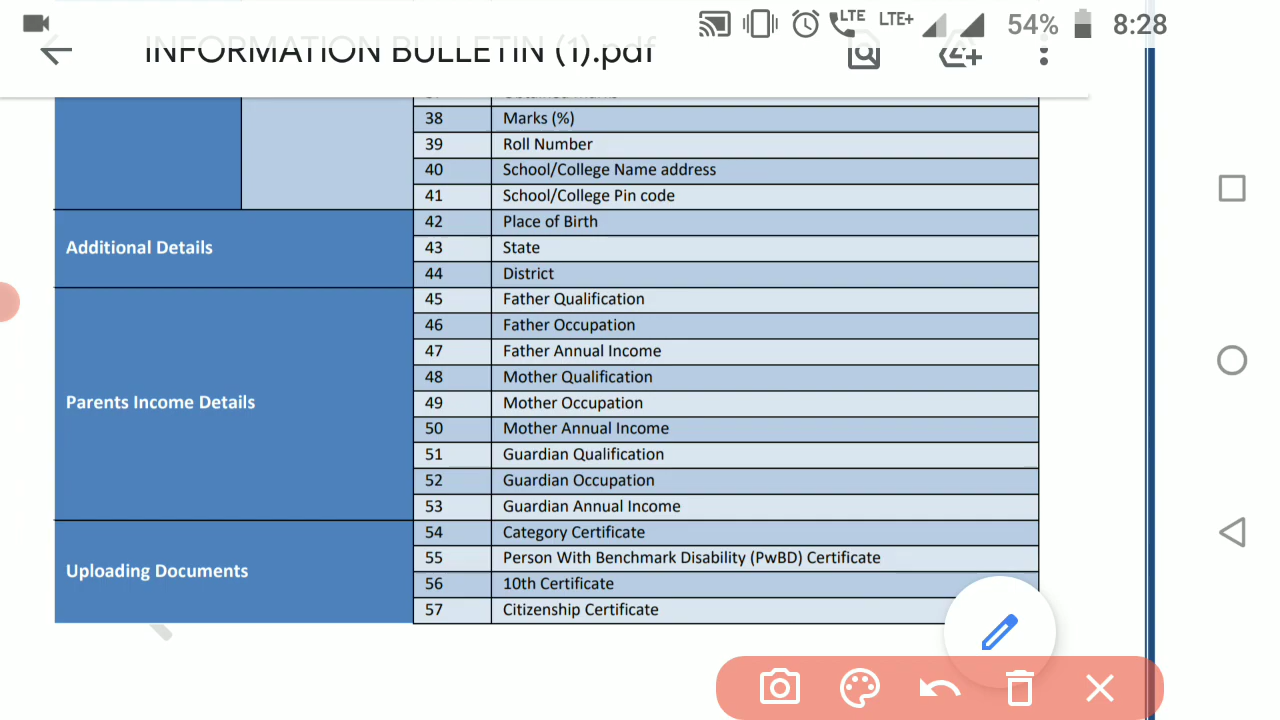 LTE LTE+ 54% 8:28
INFORMATION BULLETIN (1).pdf
38 Marks (%)
39 Roll Number
40 School/College Name address
41 School/College Pin code
Additional Details
42 Place of Birth
43 State
44 District
Parents Income Details
45 Father Qualification
46 Father Occupation
47 Father Annual Income
48 Mother Qualification
49 Mother Occupation
50 Mother Annual Income
51 Guardian Qualification
52 Guardian Occupation
53 Guardian Annual Income
Uploading Documents
54 Category Certificate
55 Person With Benchmark Disability (PwBD) Certificate
56 10th Certificate
57 Citizenship Certificate